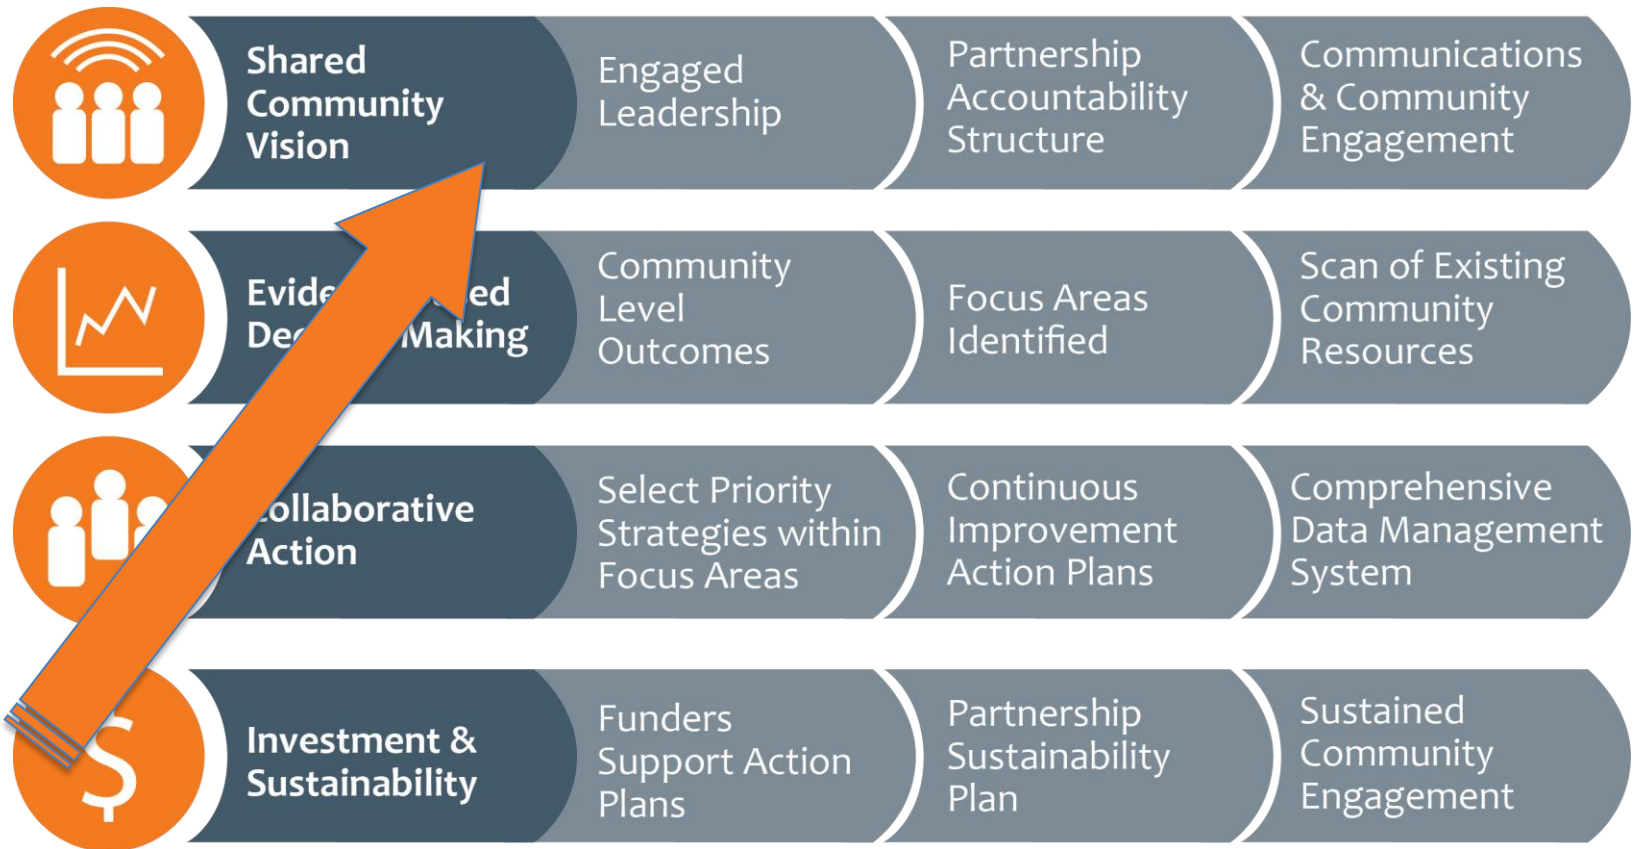 Shared
Community
Vision
Engaged
Leadership
Partnership
Accountability
Structure
Communications
& Community
Engagement
Making
Community
Level
Outcomes
Focus Areas
Identified
Scan of Existing
Community
Resources
Collaborative
Action
Select Priority
Strategies within
Focus Areas
Continuous
Improvement
Action Plans
Comprehensive
Data Management
System
$
Investment &
Sustainability
Funders
Support Action
Plans
Partnership
Sustainability
Plan
Sustained
Community
Engagement